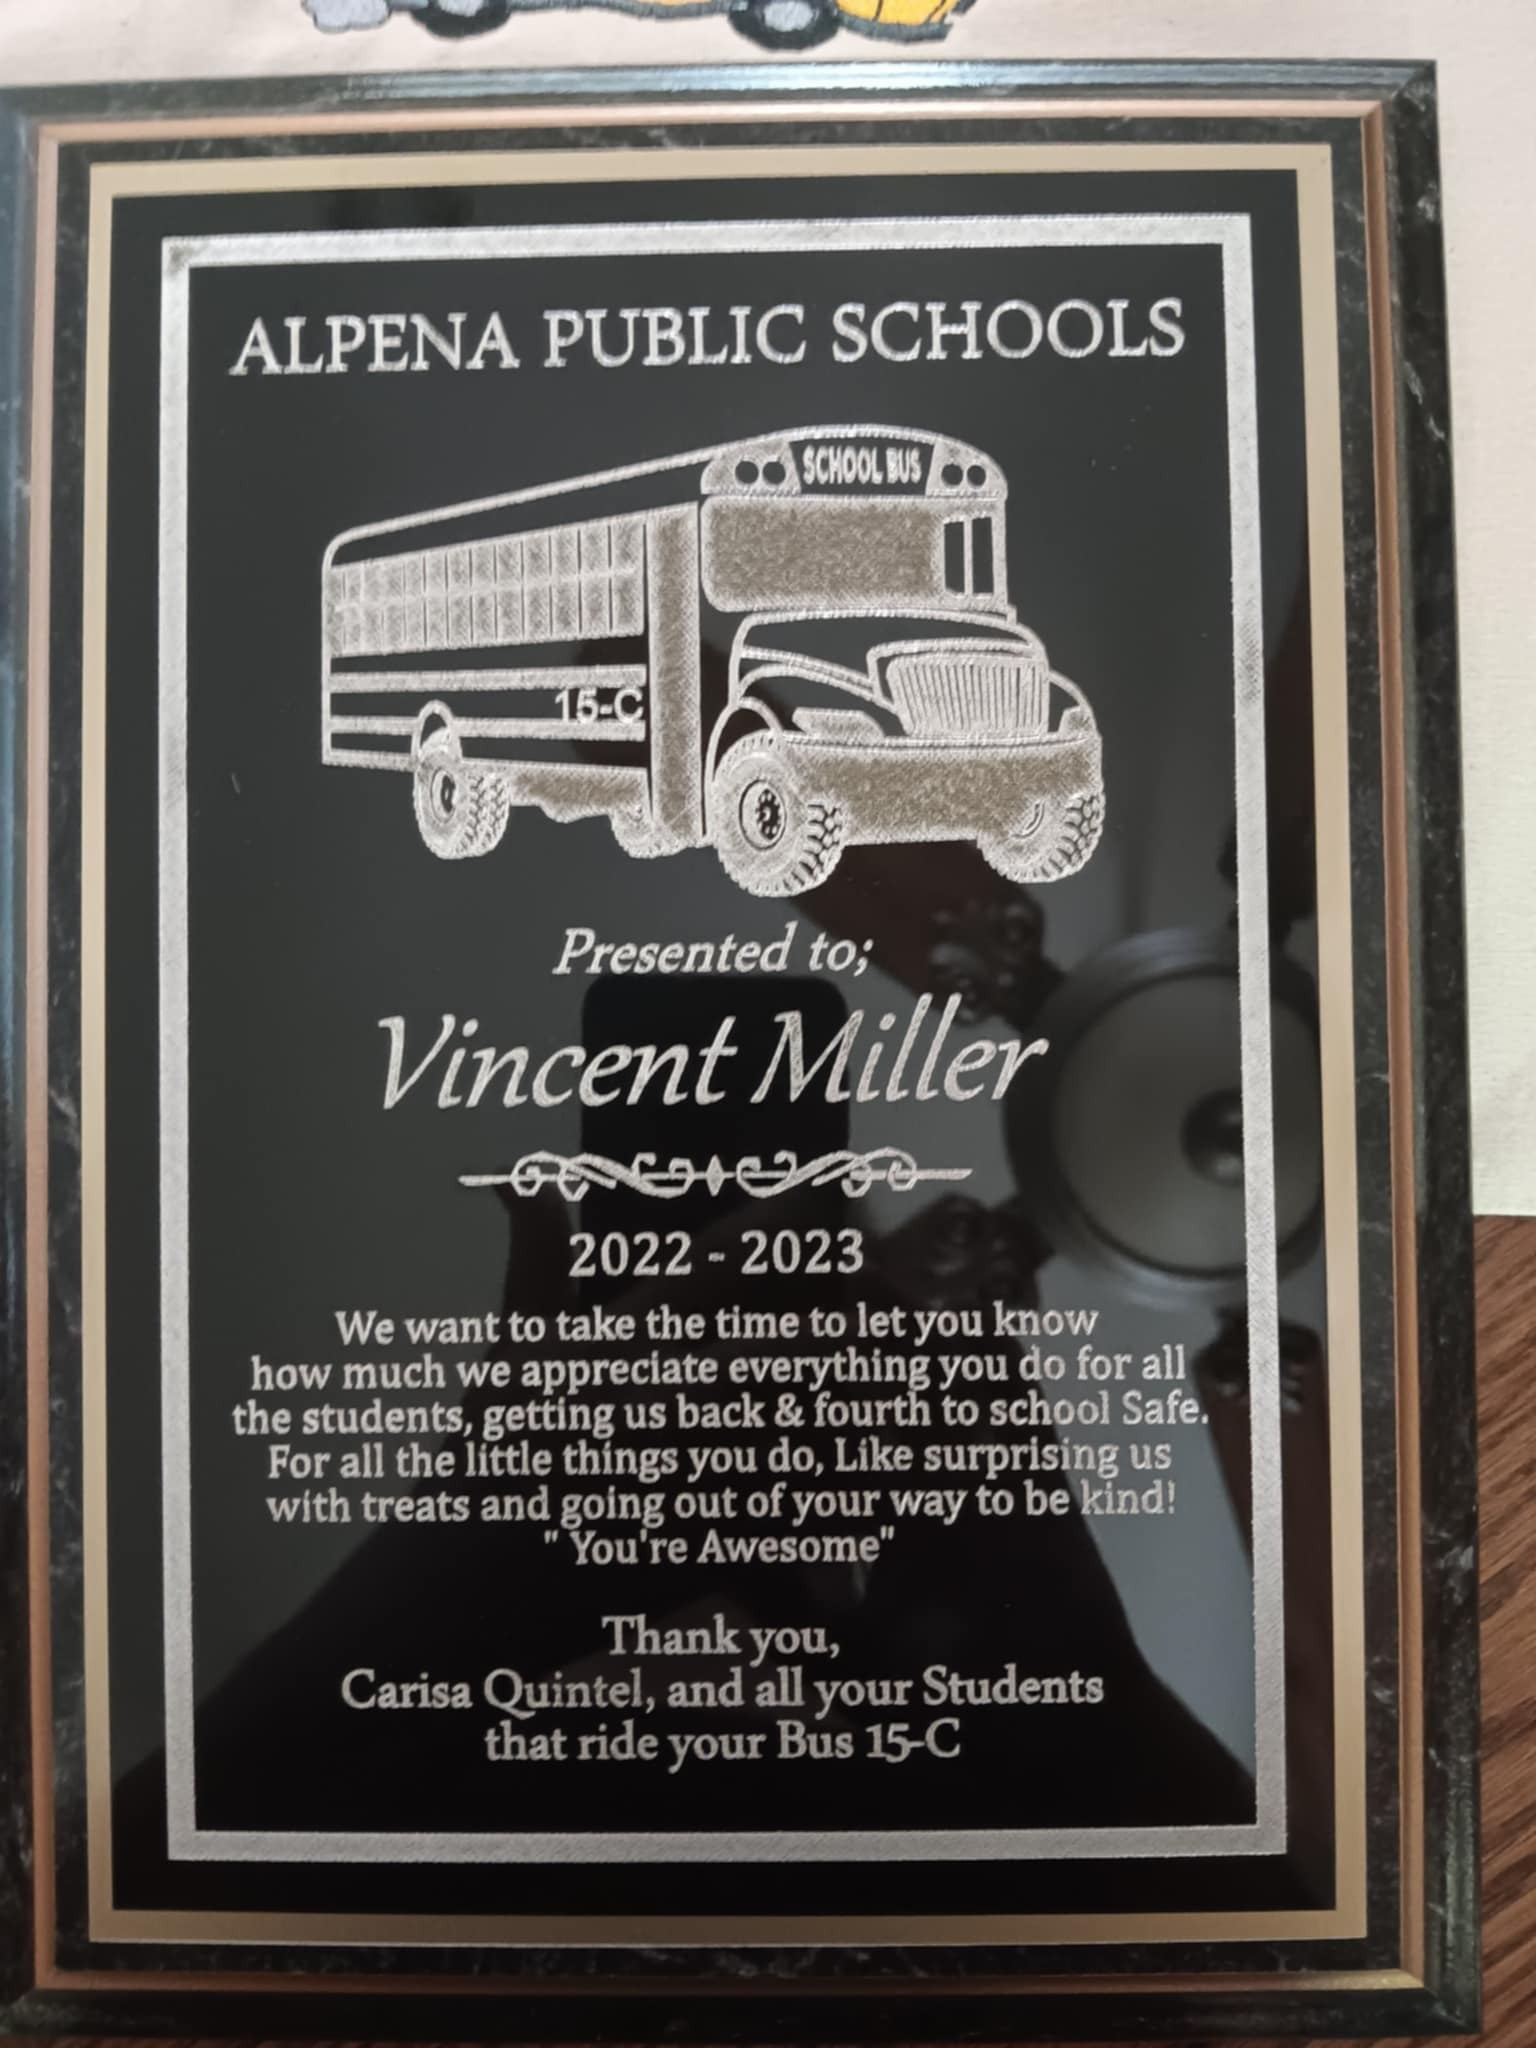 ALPENA PUBLIC SCHOOLS
SCHOOL BUS
15-C
Presented to;
Vincent Miller
2022 - 2023
We want to take the time to let you know
how much we appreciate everything you do for all
the students, getting us back & fourth to school Safe.
For all the little things you do, Like surprising us
with treats and going out of your way to be kind!
" You're Awesome"
Thank you,
Carisa Quintel, and all your Students
that ride your Bus 15-C